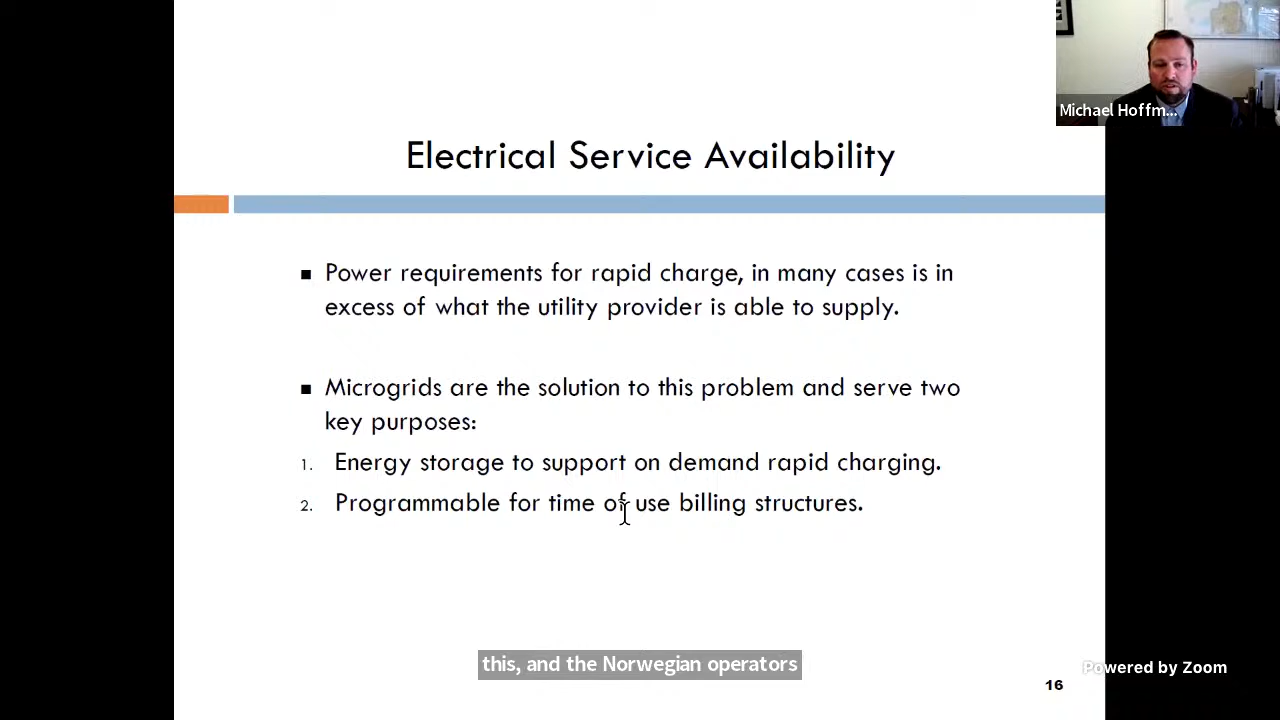 Michael Hoffm...
Electrical Service Availability
■ Power requirements for rapid charge, in many cases is in
excess of what the utility provider is able to supply.
■ Microgrids are the solution to this problem and serve two
key purposes:
1. Energy storage to support on demand rapid charging.
2. Programmable for time of use billing structures.
this, and the Norwegian operators
Powered by Zoom
16